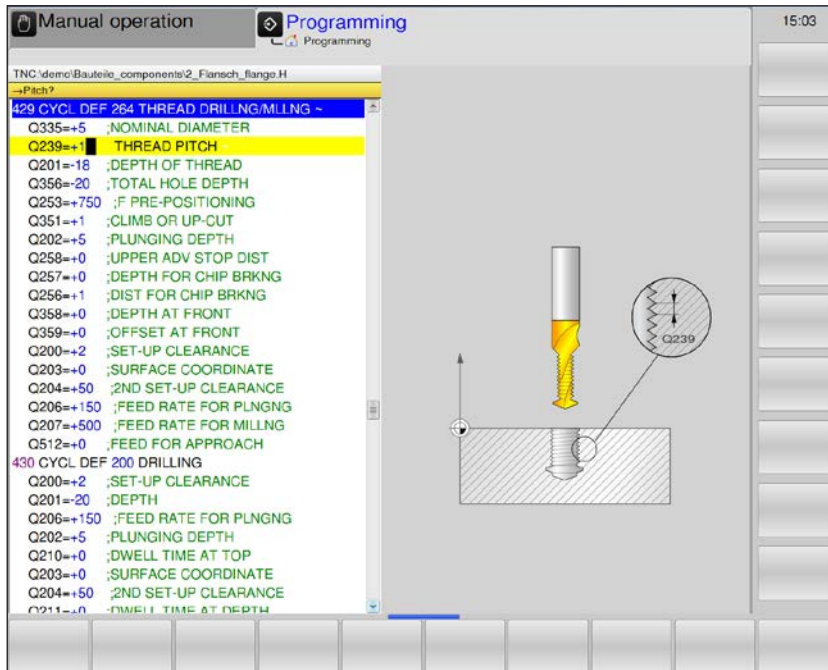 Manual operation
Programming
Programming
15:03
TNC:\demo\Bauteile_components\2_Flansch_flange.H
→Pitch?
429 CYCL DEF 264 THREAD DRILLNG/MLLNG ~
Q335=+5 ;NOMINAL DIAMETER
Q239=+1 THREAD PITCH ~
Q201=-18 ;DEPTH OF THREAD
Q356=-20 ;TOTAL HOLE DEPTH
Q253=+750 ;F PRE-POSITIONING
Q351=+1 ;CLIMB OR UP-CUT
Q202=+5 ;PLUNGING DEPTH
Q258=+0 ;UPPER ADV STOP DIST
Q257=+0 ;DEPTH FOR CHIP BRKNG
Q256=+1 ;DIST FOR CHIP BRKNG
Q358=+0 ;DEPTH AT FRONT
Q359=+0 ;OFFSET AT FRONT
Q200=+2 ;SET-UP CLEARANCE
Q203=+0 ;SURFACE COORDINATE
Q204=+50 ;2ND SET-UP CLEARANCE
Q206=+150 ;FEED RATE FOR PLNGNG
Q207=+500 ;FEED RATE FOR MILLNG
Q512=+0 ;FEED FOR APPROACH
430 CYCL DEF 200 DRILLING
Q200=+2 ;SET-UP CLEARANCE
Q201=-20 ;DEPTH
Q206=+150 ;FEED RATE FOR PLNGNG
Q202=+5 ;PLUNGING DEPTH
Q210=+0 ;DWELL TIME AT TOP
Q203=+0 ;SURFACE COORDINATE
Q204=+50 ;2ND SET-UP CLEARANCE
Q211=+0 ;DWELL TIME AT DEPTH
Q239